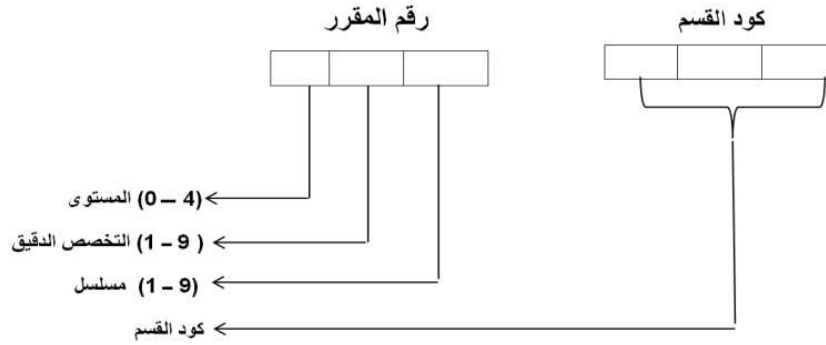 كود القسم
رقم المقرر
(0 – 4) المستوى
(1 – 9 ) التخصص الدقيق
(1 – 9) مسلسل
كود القسم